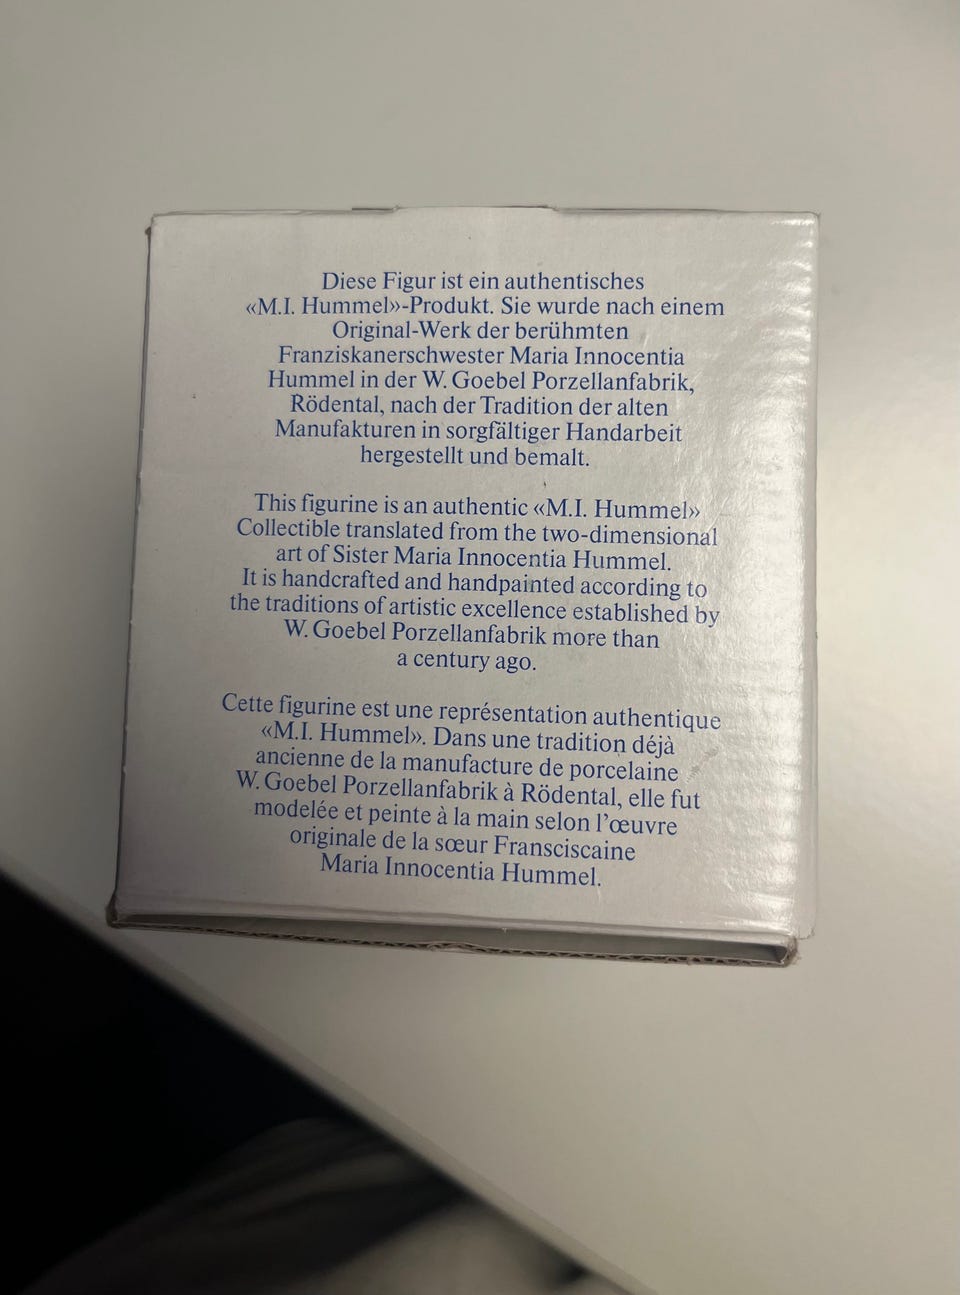 Diese Figur ist ein authentisches
«M.I. Hummel»-Produkt. Sie wurde nach einem
Original-Werk der berühmten
Franziskanerschwester Maria Innocentia
Hummel in der W. Goebel Porzellanfabrik,
Rödental, nach der Tradition der alten
Manufakturen in sorgfältiger Handarbeit
hergestellt und bemalt.
This figurine is an authentic «M.I. Hummel»
Collectible translated from the two-dimensional
art of Sister Maria Innocentia Hummel.
It is handcrafted and handpainted according to
the traditions of artistic excellence established by
W. Goebel Porzellanfabrik more than
a century ago.
Cette figurine est une représentation authentique
«M.I. Hummel». Dans une tradition déjà
ancienne de la manufacture de porcelaine
W. Goebel Porzellanfabrik à Rödental, elle fut
modelée et peinte à la main selon l’œuvre
originale de la sœur Fransciscaine
Maria Innocentia Hummel.